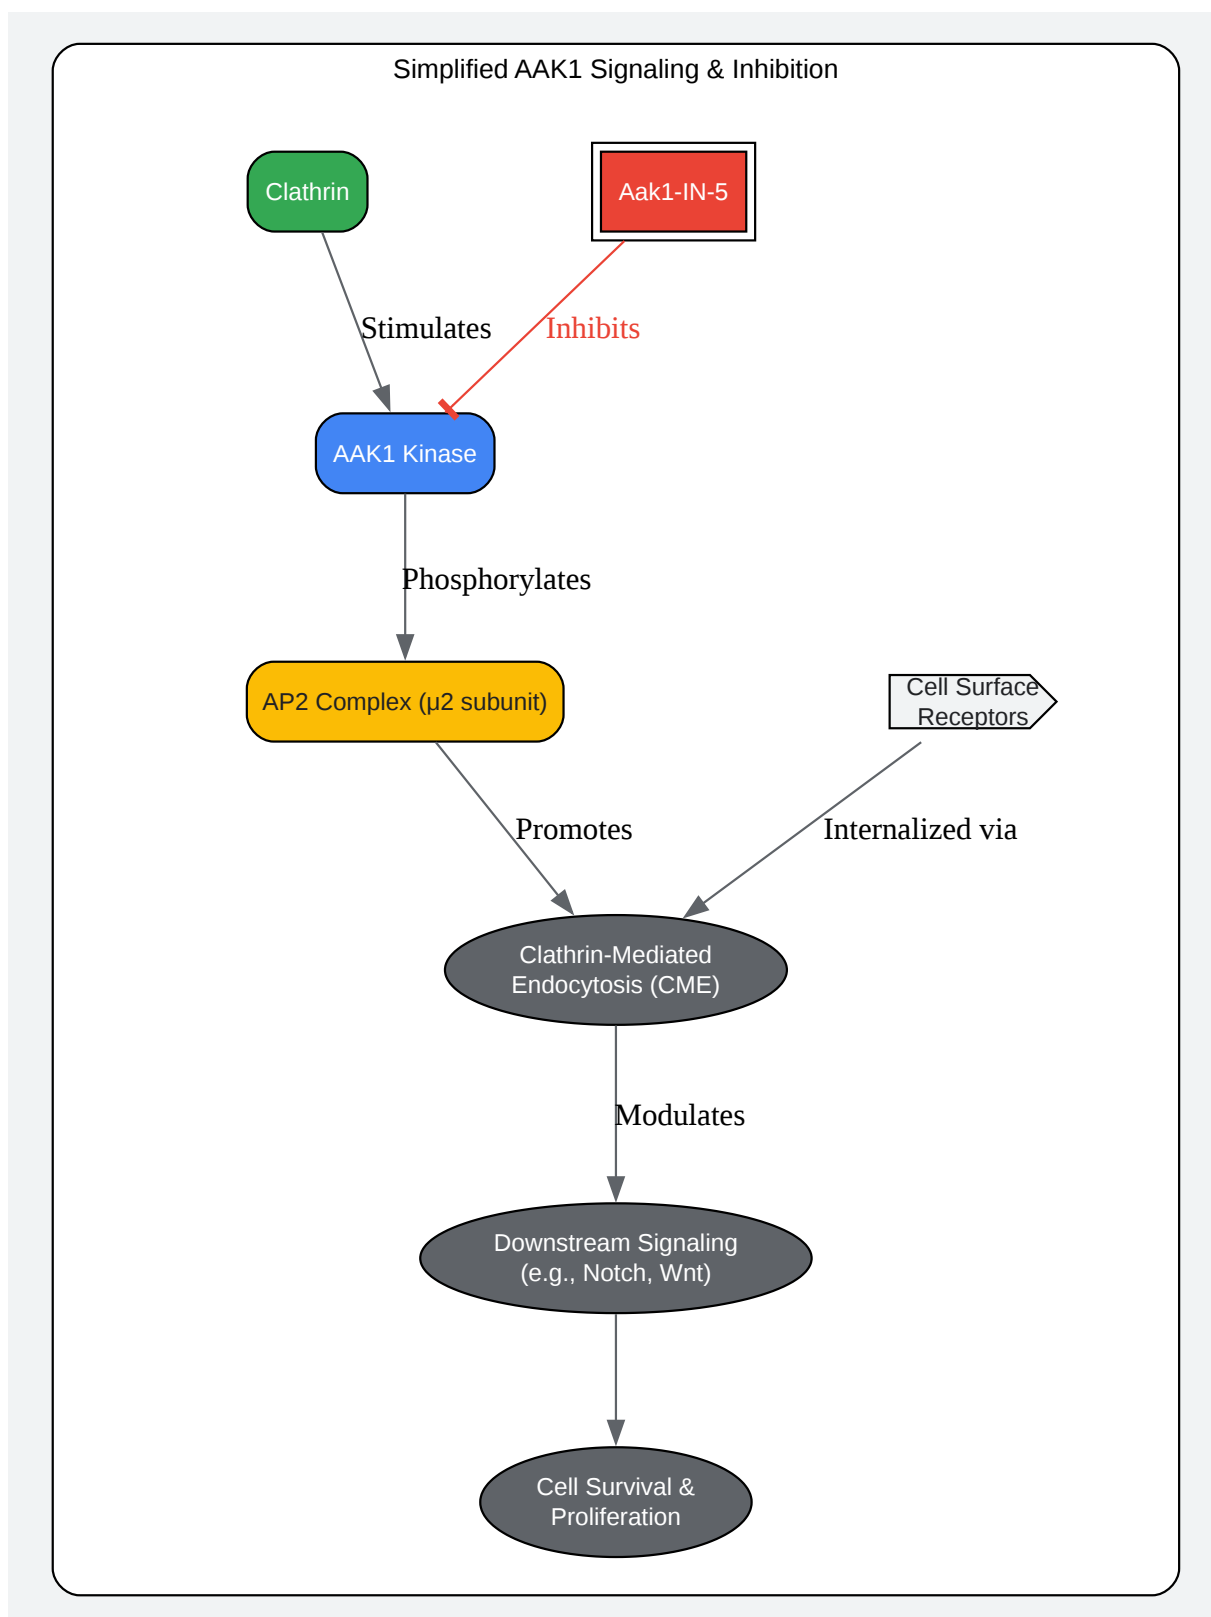 Simplified AAK1 Signaling & Inhibition
Clathrin
Aak1-IN-5
Stimulates
Inhibits
AAK1 Kinase
Phosphorylates
AP2 Complex (μ2 subunit)
Cell Surface
Receptors
Promotes
Internalized via
Clathrin-Mediated
Endocytosis (CME)
Modulates
Downstream Signaling
(e.g., Notch, Wnt)
Cell Survival &
Proliferation